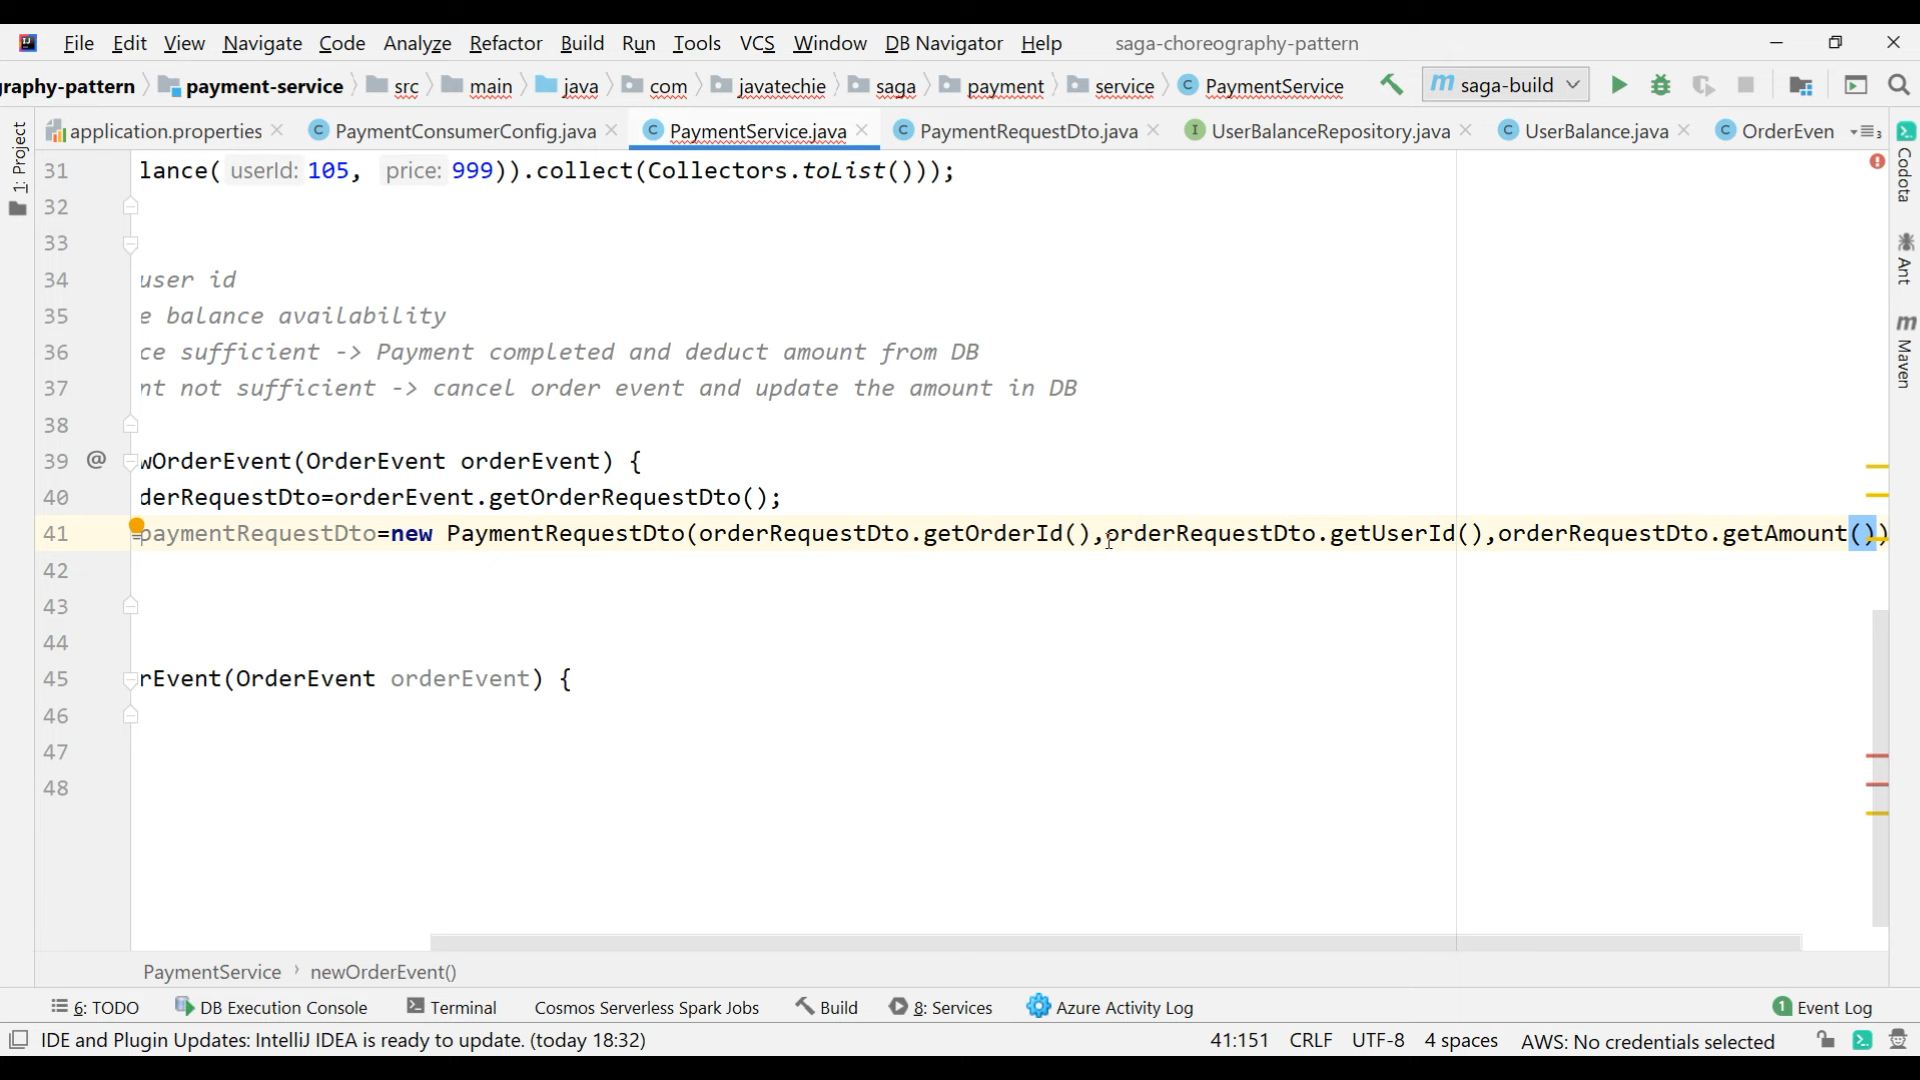 File Edit View Navigate Code Analyze Refactor Build Run Tools VCS Window DB Navigator Help saga-choreography-pattern
graphy-pattern payment-service src main java com javatechie saga payment service PaymentService saga-build
application.properties PaymentConsumerConfig.java PaymentService.java PaymentRequestDto.java UserBalanceRepository.java UserBalance.java OrderEven
1: Project
Codota
Ant
Maven
31 lance( userId: 105, price: 999)).collect(Collectors.toList()));
32
33
34 user id
35 e balance availability
36 ce sufficient -> Payment completed and deduct amount from DB
37 nt not sufficient -> cancel order event and update the amount in DB
38
39 @ wOrderEvent(OrderEvent orderEvent) {
40 derRequestDto=orderEvent.getOrderRequestDto();
41 paymentRequestDto=new PaymentRequestDto(orderRequestDto.getOrderId(),orderRequestDto.getUserId(),orderRequestDto.getAmount())
42
43
44
45 rEvent(OrderEvent orderEvent) {
46
47
48
PaymentService › newOrderEvent()
6: TODO DB Execution Console Terminal Cosmos Serverless Spark Jobs Build 8: Services Azure Activity Log 1 Event Log
IDE and Plugin Updates: IntelliJ IDEA is ready to update. (today 18:32) 41:151 CRLF UTF-8 4 spaces AWS: No credentials selected